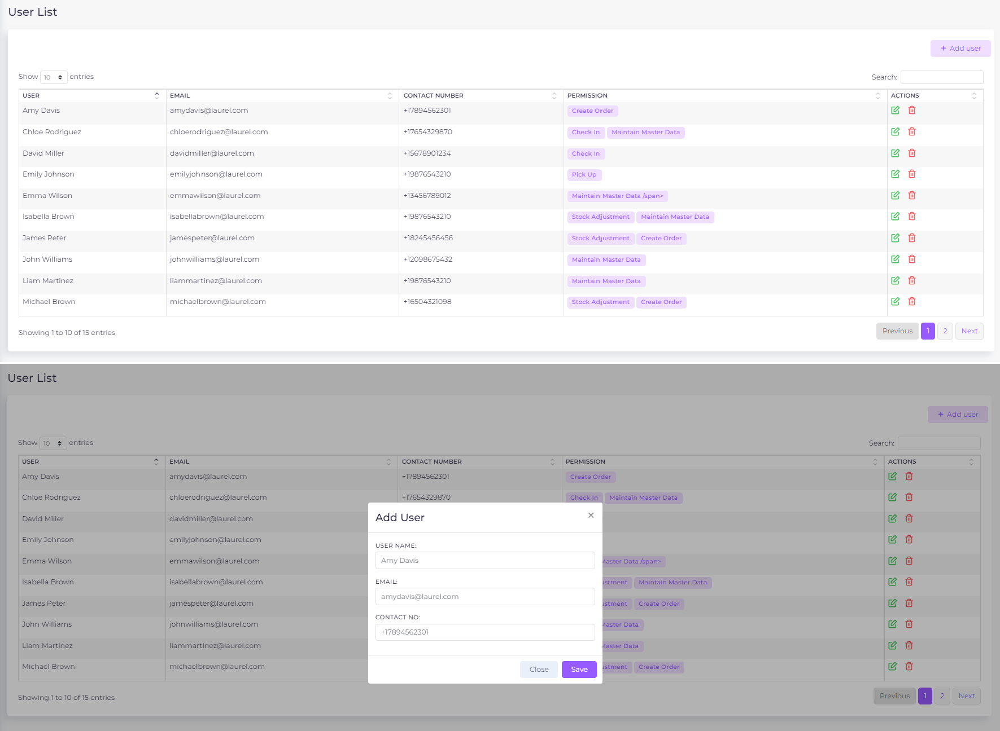 User List
+ Add user
Show 10 entries Search:
USER EMAIL CONTACT NUMBER PERMISSION ACTIONS
Amy Davis amydavis@laurel.com +17894562301 Create Order
Chloe Rodriguez chloerodriguez@laurel.com +17654329870 Check In Maintain Master Data
David Miller davidmiller@laurel.com +15678901234 Check In
Emily Johnson emilyjohnson@laurel.com +19876543210 Pick Up
Emma Wilson emmawilson@laurel.com +13456789012 Maintain Master Data /span>
Isabella Brown isabellabrown@laurel.com +19876543210 Stock Adjustment Maintain Master Data
James Peter jamespeter@laurel.com +18245456456 Stock Adjustment Create Order
John Williams johnwilliams@laurel.com +12098675432 Maintain Master Data
Liam Martinez liammartinez@laurel.com +19876543210 Maintain Master Data
Michael Brown michaelbrown@laurel.com +16504321098 Stock Adjustment Create Order
Showing 1 to 10 of 15 entries Previous 1 2 Next
User List
+ Add user
Show 10 entries Search:
USER EMAIL CONTACT NUMBER PERMISSION ACTIONS
Amy Davis amydavis@laurel.com +17894562301 Create Order
Chloe Rodriguez chloerodriguez@laurel.com +17654329870 Check In Maintain Master Data
David Miller davidmiller@laurel.com
Emily Johnson emilyjohnson@laurel.com
Emma Wilson emmawilson@laurel.com Master Data /span>
Isabella Brown isabellabrown@laurel.com ustment Maintain Master Data
James Peter jamespeter@laurel.com ustment Create Order
John Williams johnwilliams@laurel.com Master Data
Liam Martinez liammartinez@laurel.com Master Data
Michael Brown michaelbrown@laurel.com ustment Create Order
Showing 1 to 10 of 15 entries Previous 1 2 Next
Add User ×
USER NAME:
Amy Davis
EMAIL:
amydavis@laurel.com
CONTACT NO:
+17894562301
Close Save